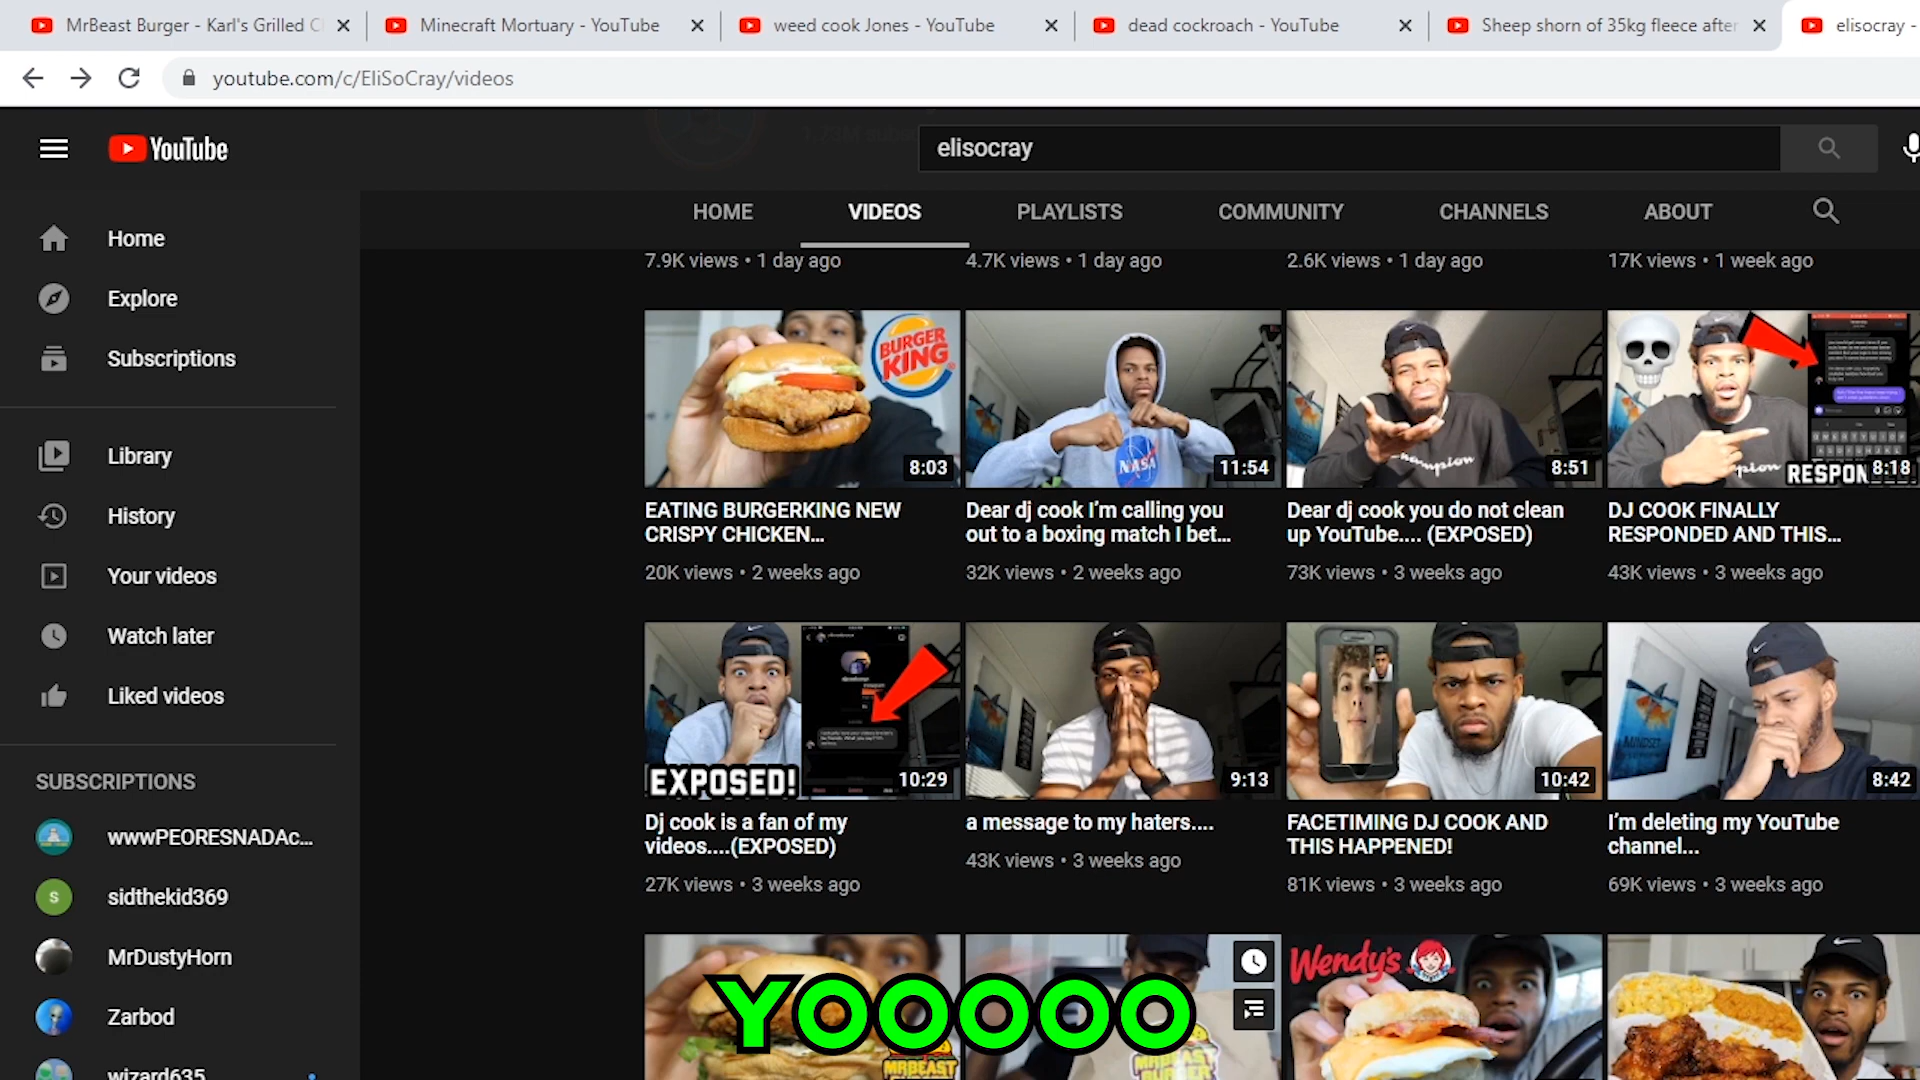 MrBeast Burger - Karl's Grilled Cl
Minecraft Mortuary - YouTube
weed cook Jones - YouTube
dead cockroach - YouTube
Sheep shorn of 35kg fleece after
elisocray -
youtube.com/c/EliSoCray/videos
YouTube
elisocray
HOME
VIDEOS
PLAYLISTS
COMMUNITY
CHANNELS
ABOUT
Home
Explore
Subscriptions
Library
History
Your videos
Watch later
Liked videos
SUBSCRIPTIONS
wwwPEORESNADAc...
S
sidthekid369
MrDustyHorn
Zarbod
wizard635
7.9K views • 1 day ago
4.7K views • 1 day ago
2.6K views • 1 day ago
17K views • 1 week ago
BURGER
KING
8:03
NASA
11:54
8:51
RESPON
8:18
EATING BURGERKING NEW
CRISPY CHICKEN...
20K views • 2 weeks ago
Dear dj cook I'm calling you
out to a boxing match I bet...
32K views • 2 weeks ago
Dear dj cook you do not clean
up YouTube.... (EXPOSED)
73K views • 3 weeks ago
DJ COOK FINALLY
RESPONDED AND THIS...
43K views • 3 weeks ago
EXPOSED!
10:29
9:13
10:42
8:42
Dj cook is a fan of my
videos....(EXPOSED)
27K views • 3 weeks ago
a message to my haters....
43K views • 3 weeks ago
FACETIMING DJ COOK AND
THIS HAPPENED!
81K views • 3 weeks ago
I'm deleting my YouTube
channel...
69K views • 3 weeks ago
Wendy's
YOOOOO
MRBEAST
MRBEAST
BURGER